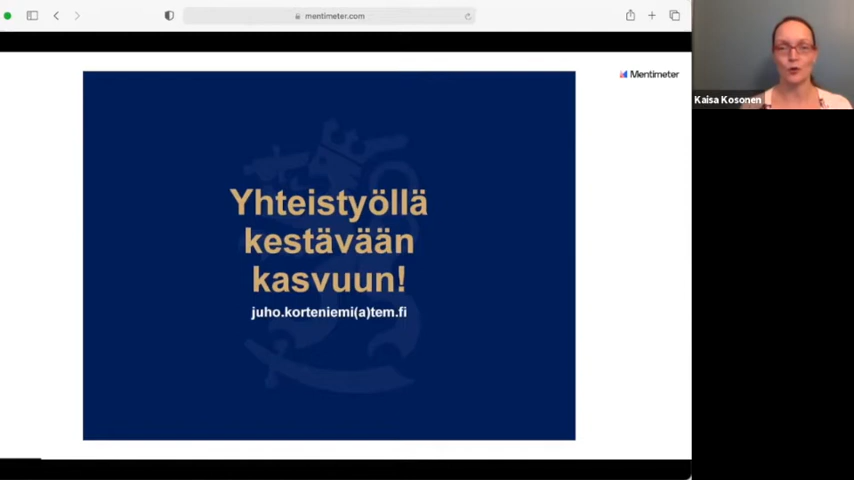 mentimeter.com
Mentimeter
Kaisa Kosonen
Yhteistyöllä
kestävään
kasvuun!
juho.korteniemi(a)tem.fi